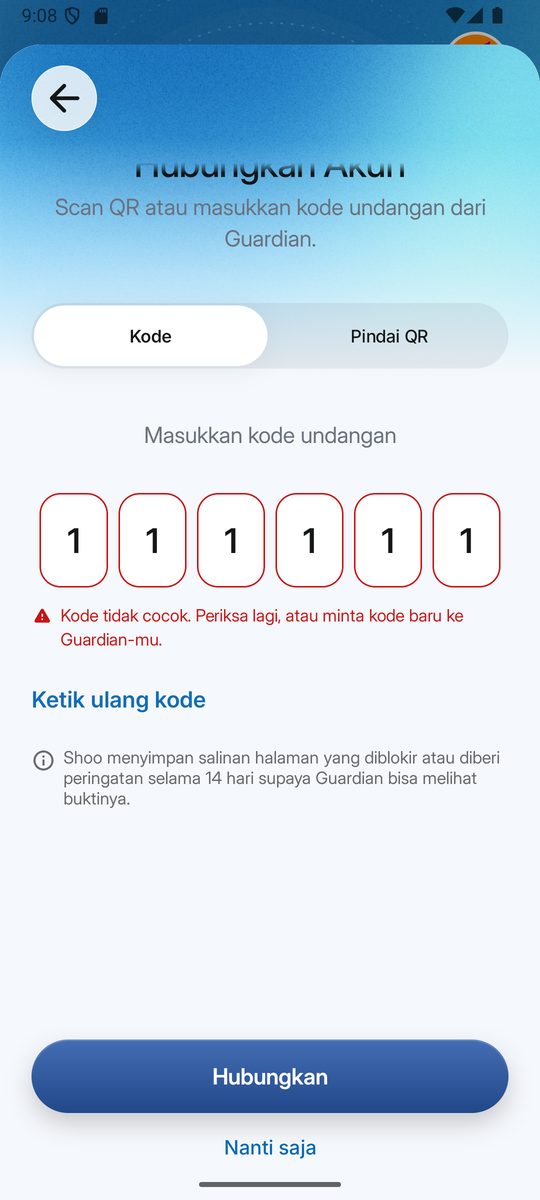 9:08
Hubungkan Akun
Scan QR atau masukkan kode undangan dari
Guardian.
Kode
Pindai QR
Masukkan kode undangan
1 1 1 1 1 1
Kode tidak cocok. Periksa lagi, atau minta kode baru ke
Guardian-mu.
Ketik ulang kode
Shoo menyimpan salinan halaman yang diblokir atau diberi
peringatan selama 14 hari supaya Guardian bisa melihat
buktinya.
Hubungkan
Nanti saja